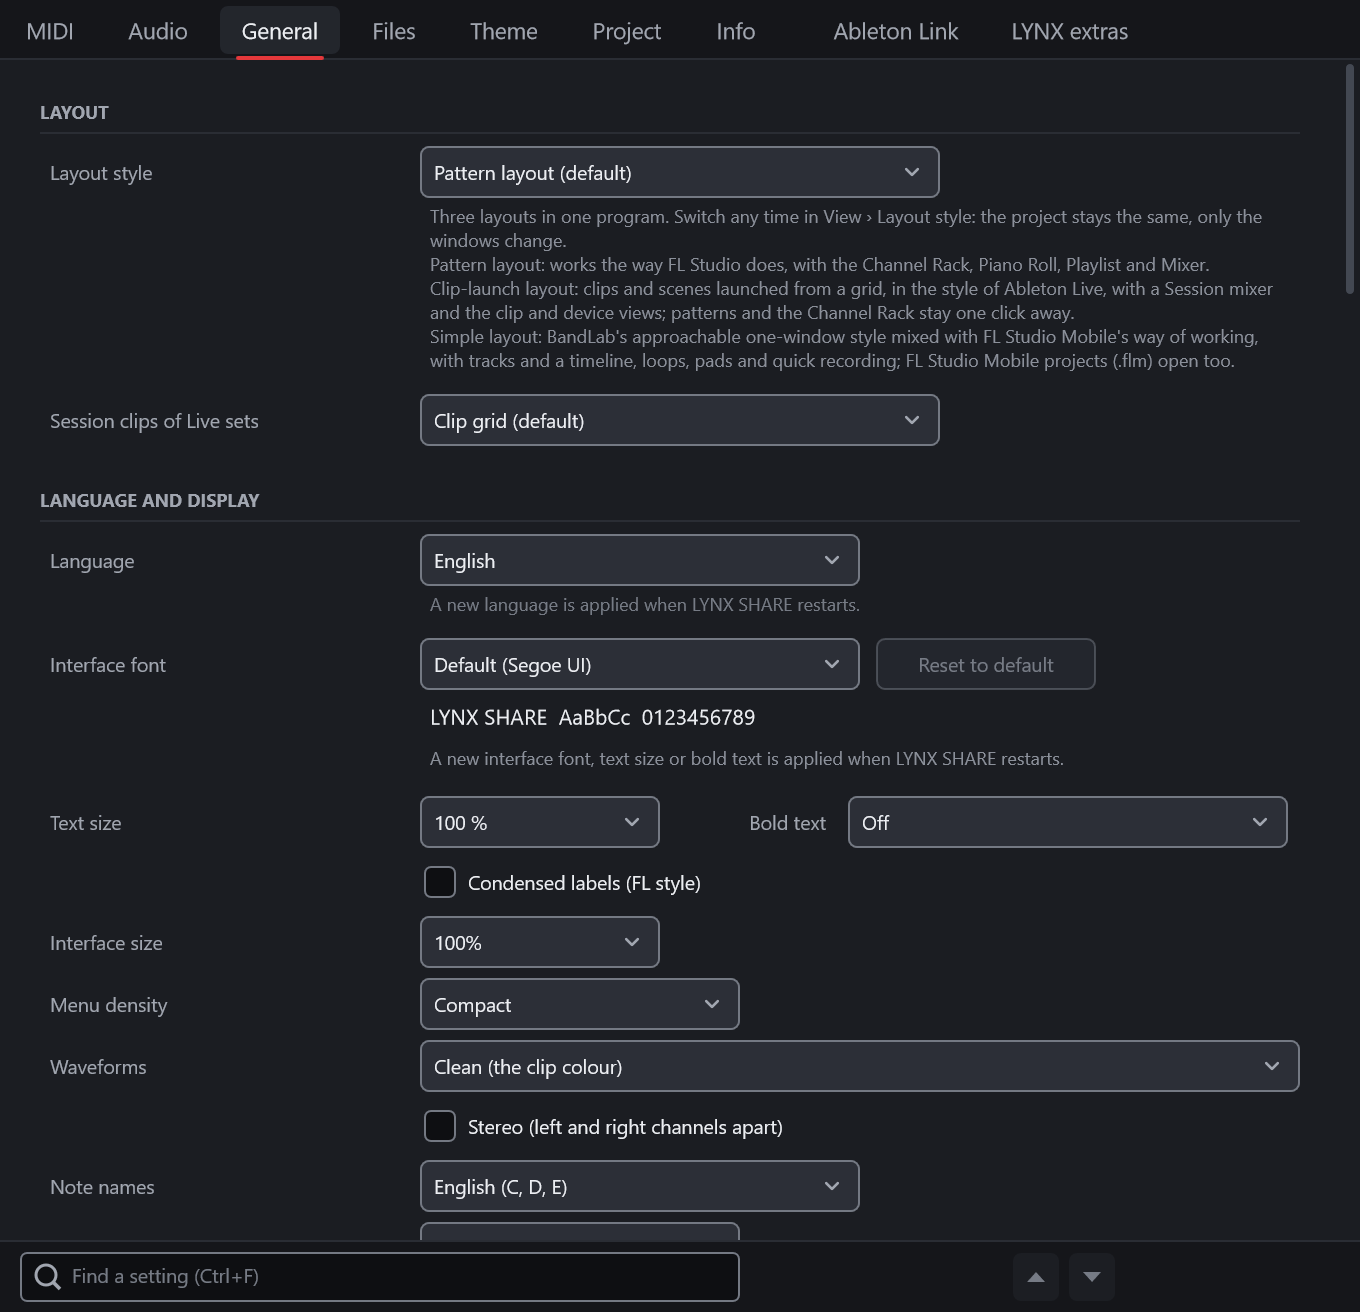 MIDI Audio General Files Theme Project Info Ableton Link LYNX extras
LAYOUT
Layout style Pattern layout (default)
Three layouts in one program. Switch any time in View › Layout style: the project stays the same, only the
windows change.
Pattern layout: works the way FL Studio does, with the Channel Rack, Piano Roll, Playlist and Mixer.
Clip-launch layout: clips and scenes launched from a grid, in the style of Ableton Live, with a Session mixer
and the clip and device views; patterns and the Channel Rack stay one click away.
Simple layout: BandLab's approachable one-window style mixed with FL Studio Mobile's way of working,
with tracks and a timeline, loops, pads and quick recording; FL Studio Mobile projects (.flm) open too.
Session clips of Live sets Clip grid (default)
LANGUAGE AND DISPLAY
Language English
A new language is applied when LYNX SHARE restarts.
Interface font Default (Segoe UI) Reset to default
LYNX SHARE AaBbCc 0123456789
A new interface font, text size or bold text is applied when LYNX SHARE restarts.
Text size 100 % Bold text Off
Condensed labels (FL style)
Interface size 100%
Menu density Compact
Waveforms Clean (the clip colour)
Stereo (left and right channels apart)
Note names English (C, D, E)
Find a setting (Ctrl+F)